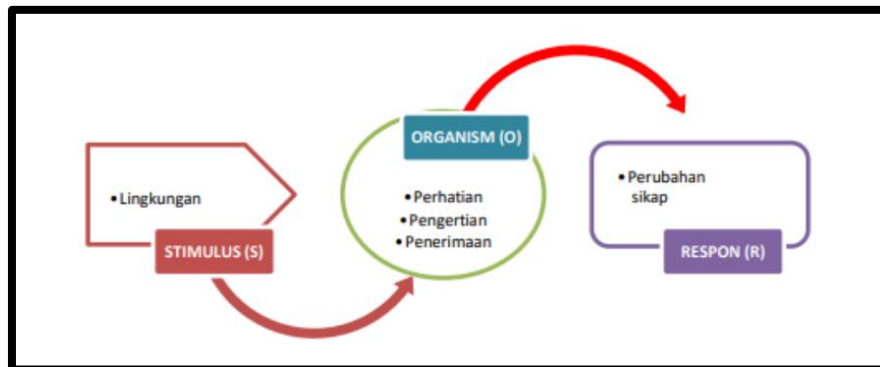 • Lingkungan
STIMULUS (S)
ORGANISM (O)
• Perhatian
• Pengertian
• Penerimaan
• Perubahan
sikap
RESPON (R)